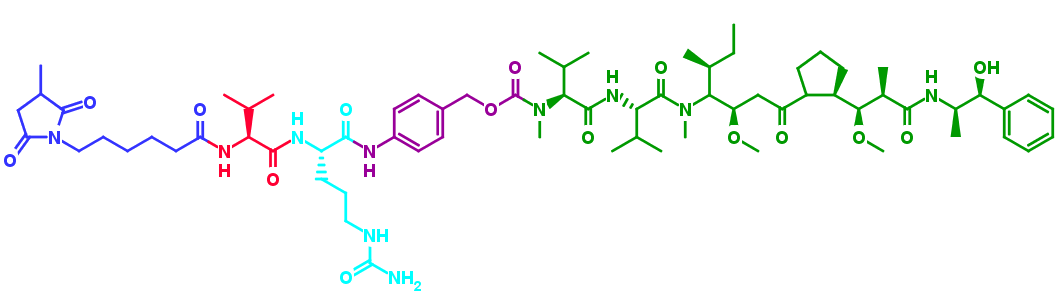 O O OH
H H
N N
O
O O O N N
H
N N O O O O O
N N
O
H H
O
NH
O NH₂